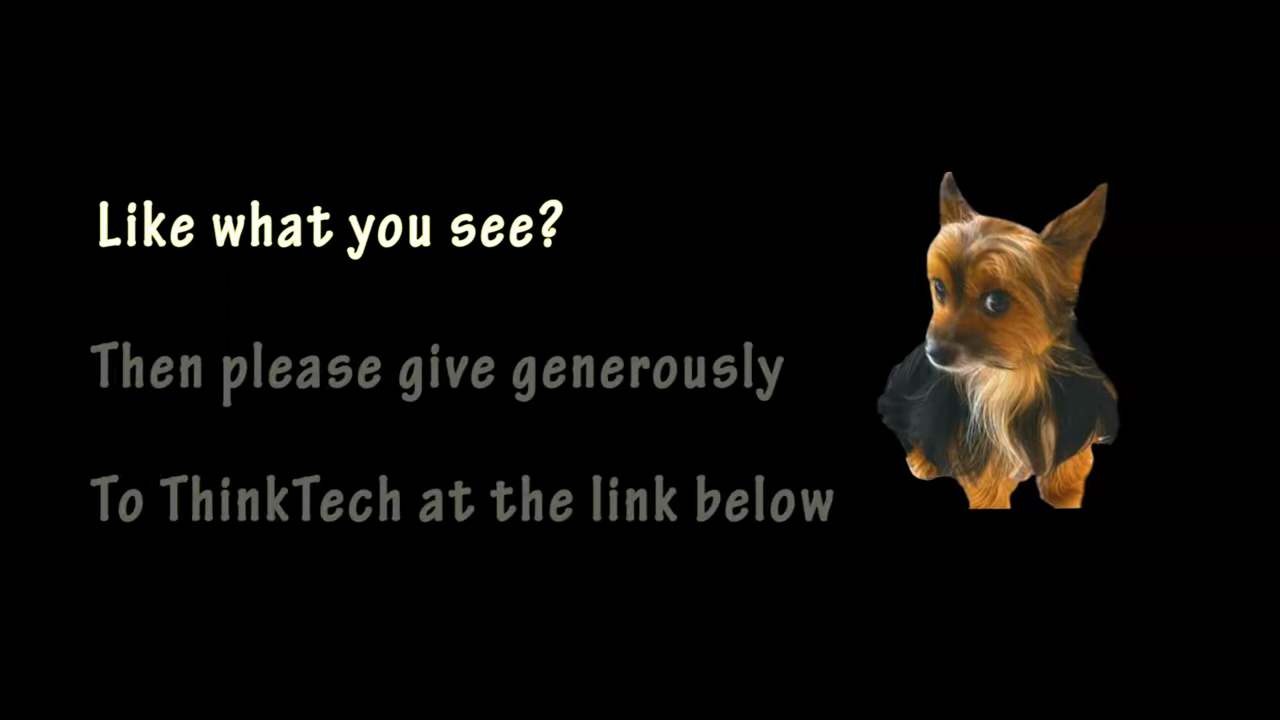 Like what you see?
Then please give generously
To ThinkTech at the link below